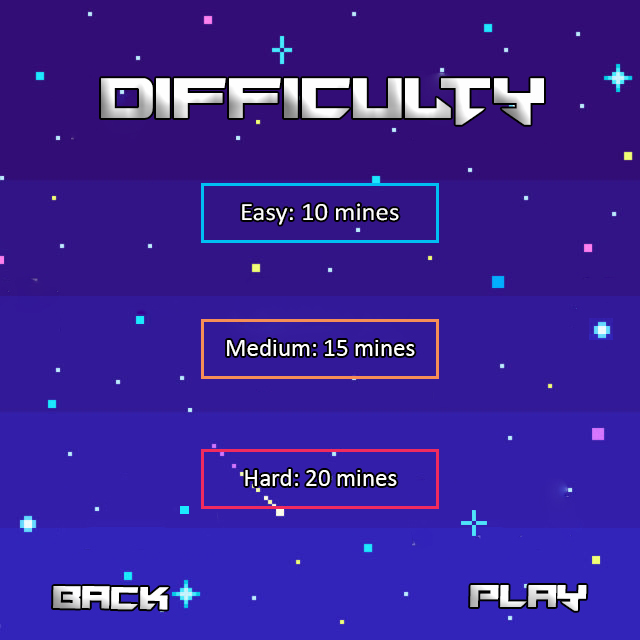 DIFFICULTY
Easy: 10 mines
Medium: 15 mines
Hard: 20 mines
BACK
PLAY